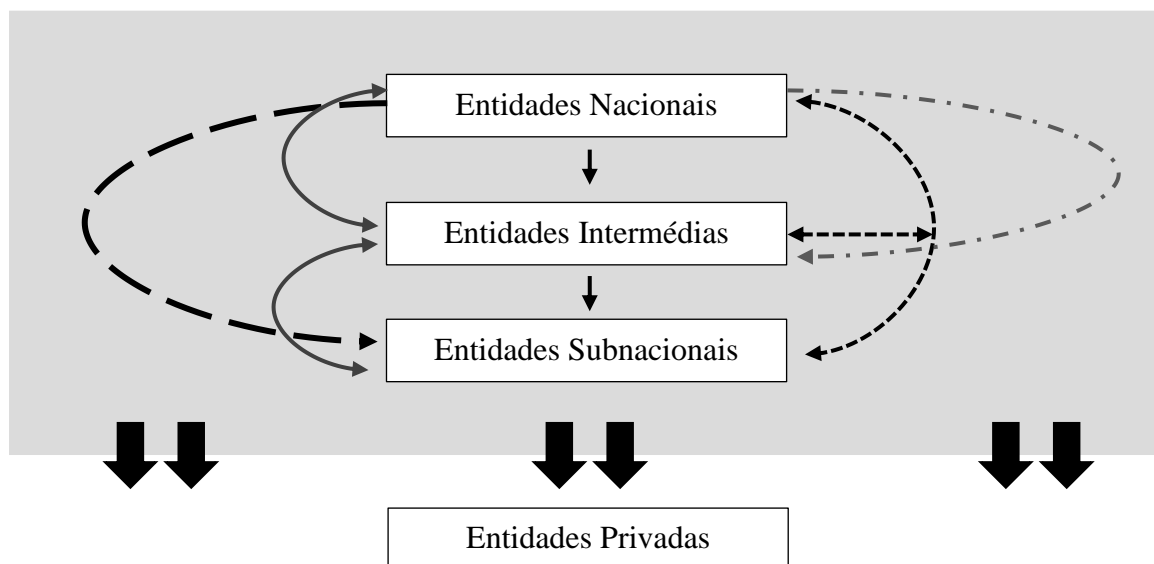 Entidades Nacionais
Entidades Intermédias
Entidades Subnacionais
Entidades Privadas